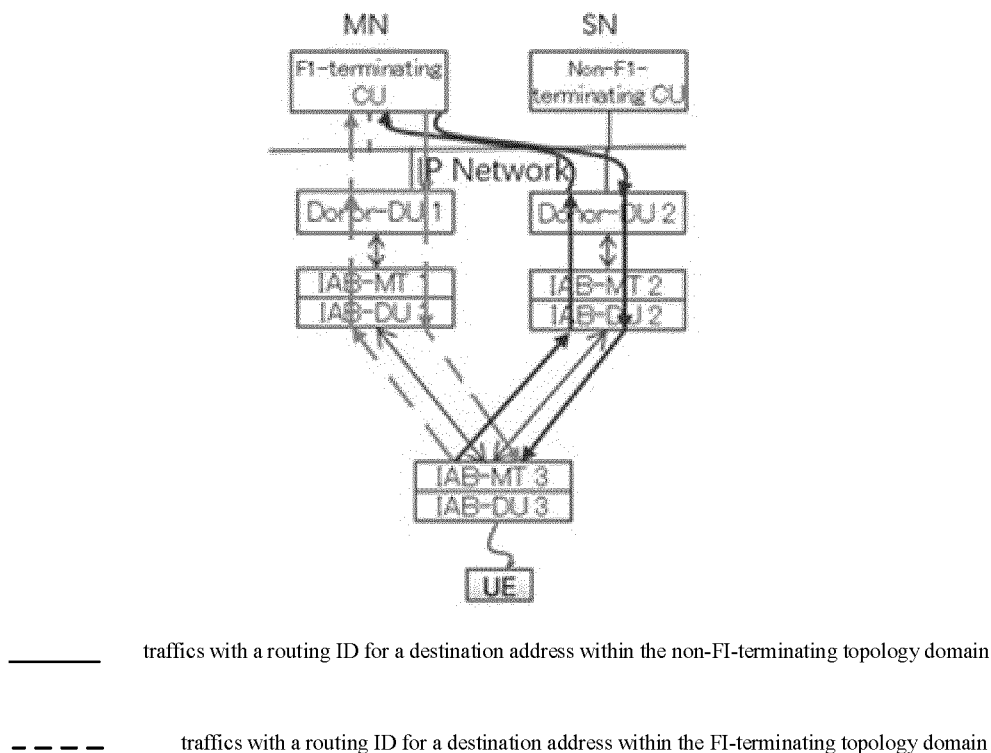 MN
SN
F1-terminating
CU
Non-F1-
terminating CU
IP Network
Donor-DU 1
Donor-DU 2
IAB-MT 1
IAB-DU 1
IAB-MT 2
IAB-DU 2
IAB-MT 3
IAB-DU 3
UE
traffics with a routing ID for a destination address within the non-FI-terminating topology domain
traffics with a routing ID for a destination address within the FI-terminating topology domain